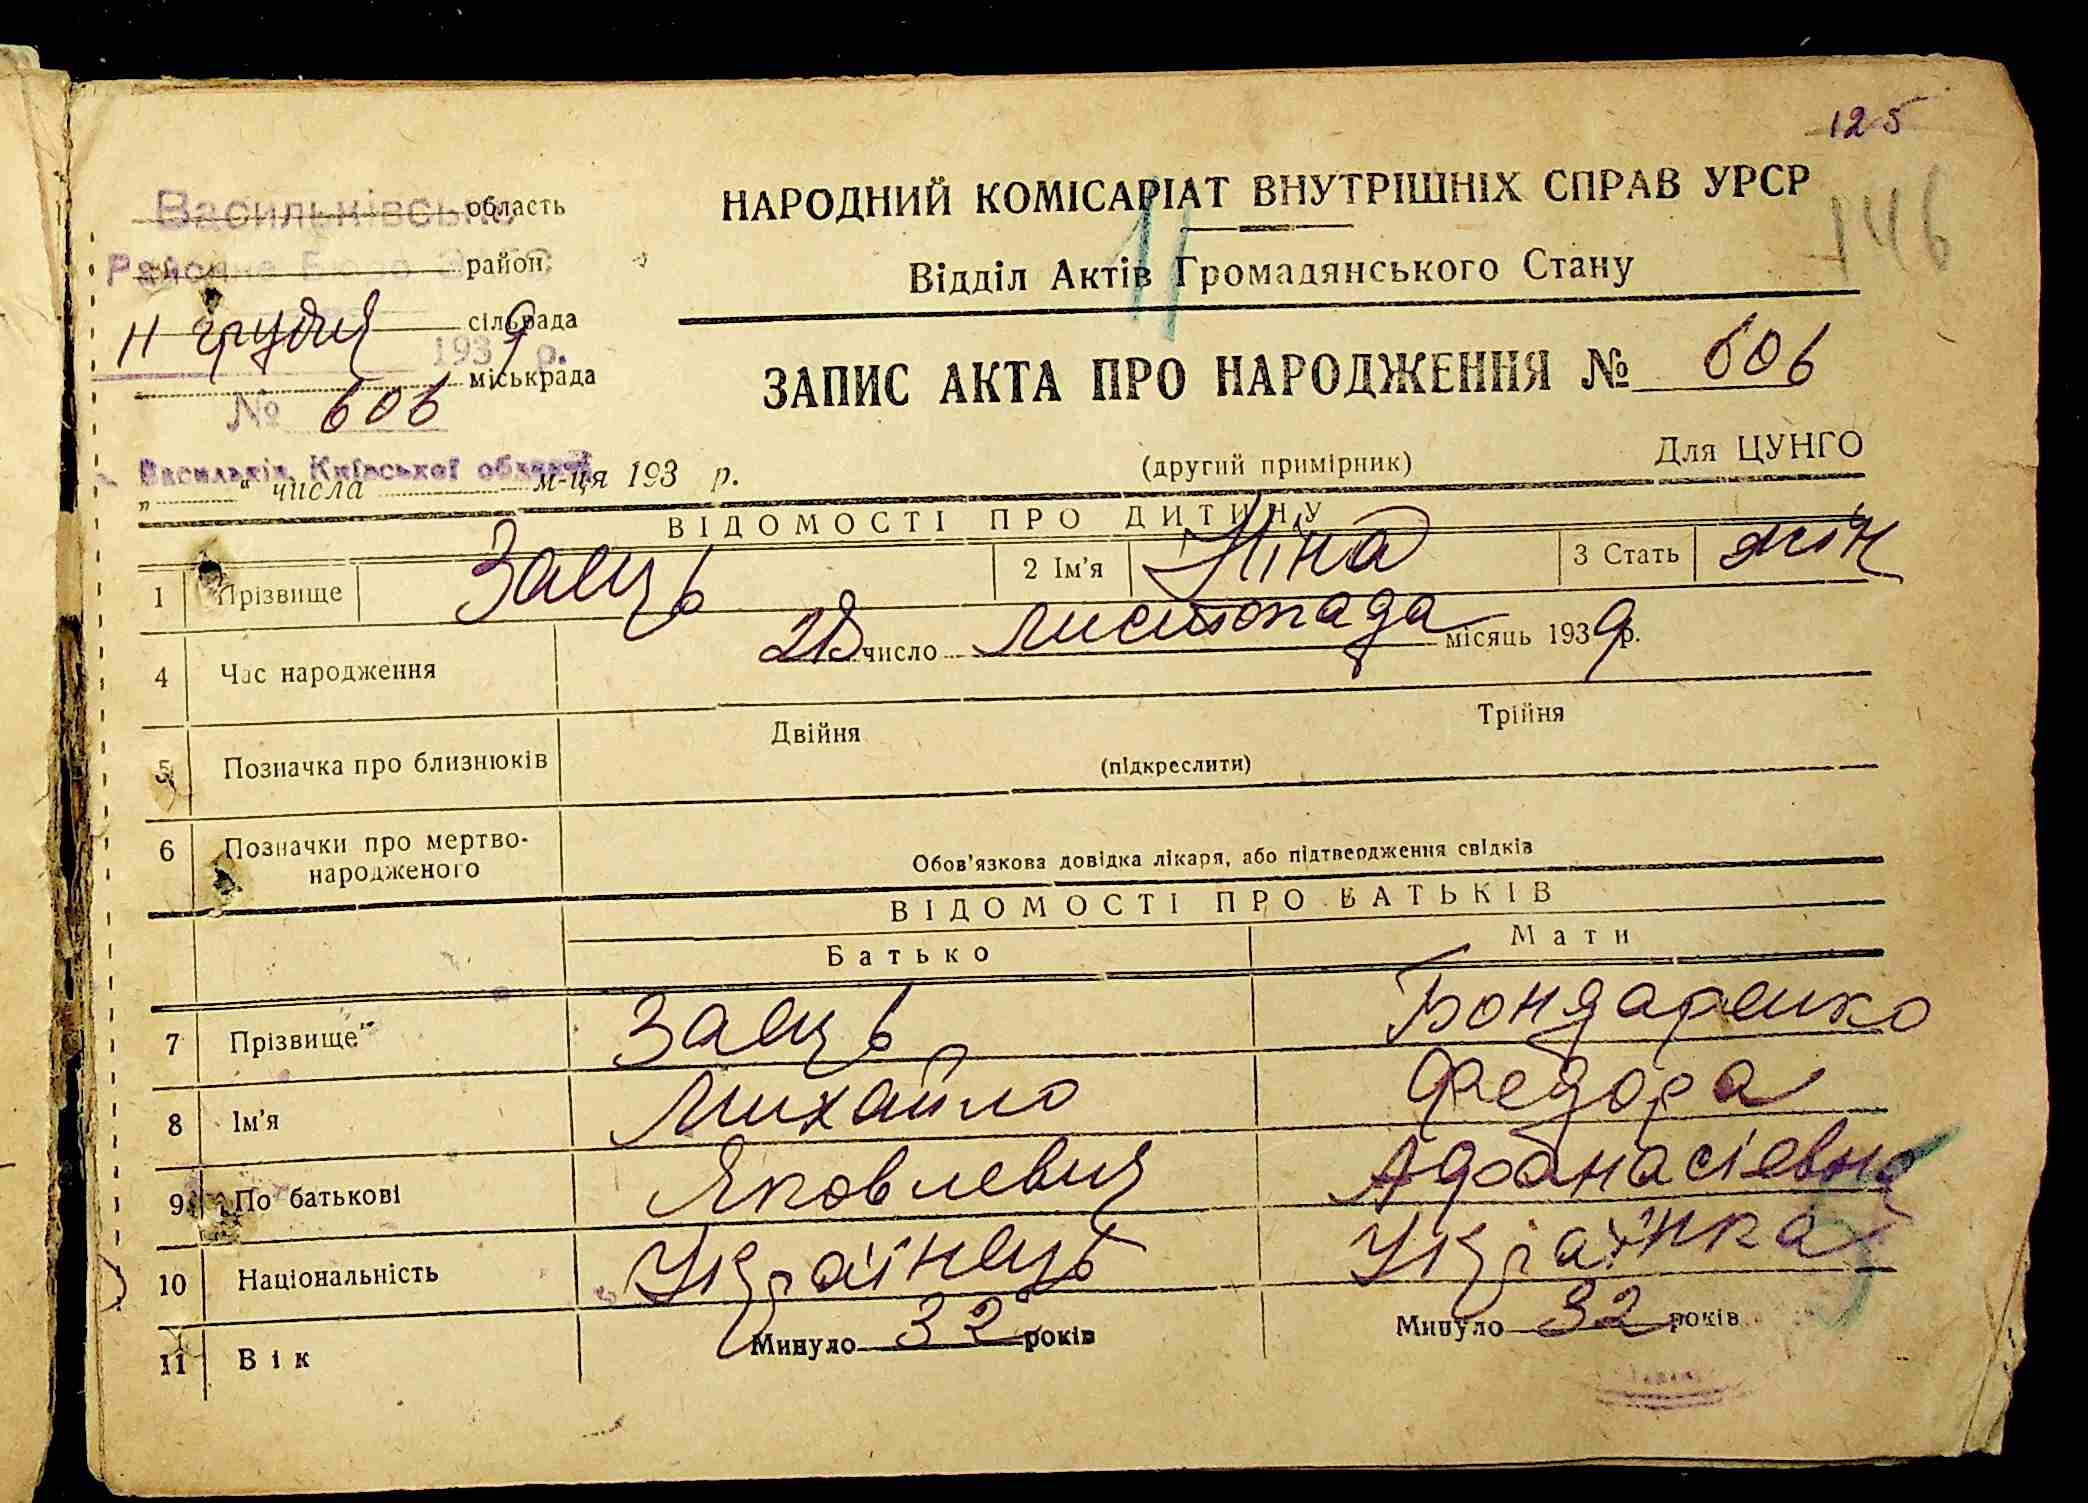 125
146
Васильківське область
Районне Бюро ЗАГС район
11 грудня 1939 р. сільрада
міськрада
№ 606
Васильків, Київської області
„ “ числа м-ця 193 р.
НАРОДНИЙ КОМІСАРІАТ ВНУТРІШНІХ СПРАВ УРСР
11
Відділ Актів Громадянського Стану
ЗАПИС АКТА ПРО НАРОДЖЕННЯ № 606
(другий примірник) Для ЦУНГО
ВІДОМОСТІ ПРО ДИТИНУ
1 Прізвище Заєць 2 Ім'я Ніна 3 Стать жін
4 Час народження 28 число листопада місяць 1939 р.
5 Позначка про близнюків Двійня Трійня
(підкреслити)
6 Позначки про мертво-
народженого Обов'язкова довідка лікаря, або підтвердження свідків
ВІДОМОСТІ ПРО БАТЬКІВ
Батько Мати
7 Прізвище Заєць Бондаренко
8 Ім'я Михайло Федора
9 По батькові Яковлевич Афанасіевна
10 Національність Українець Українка
11 Вік Минуло 32 років Минуло 32 років